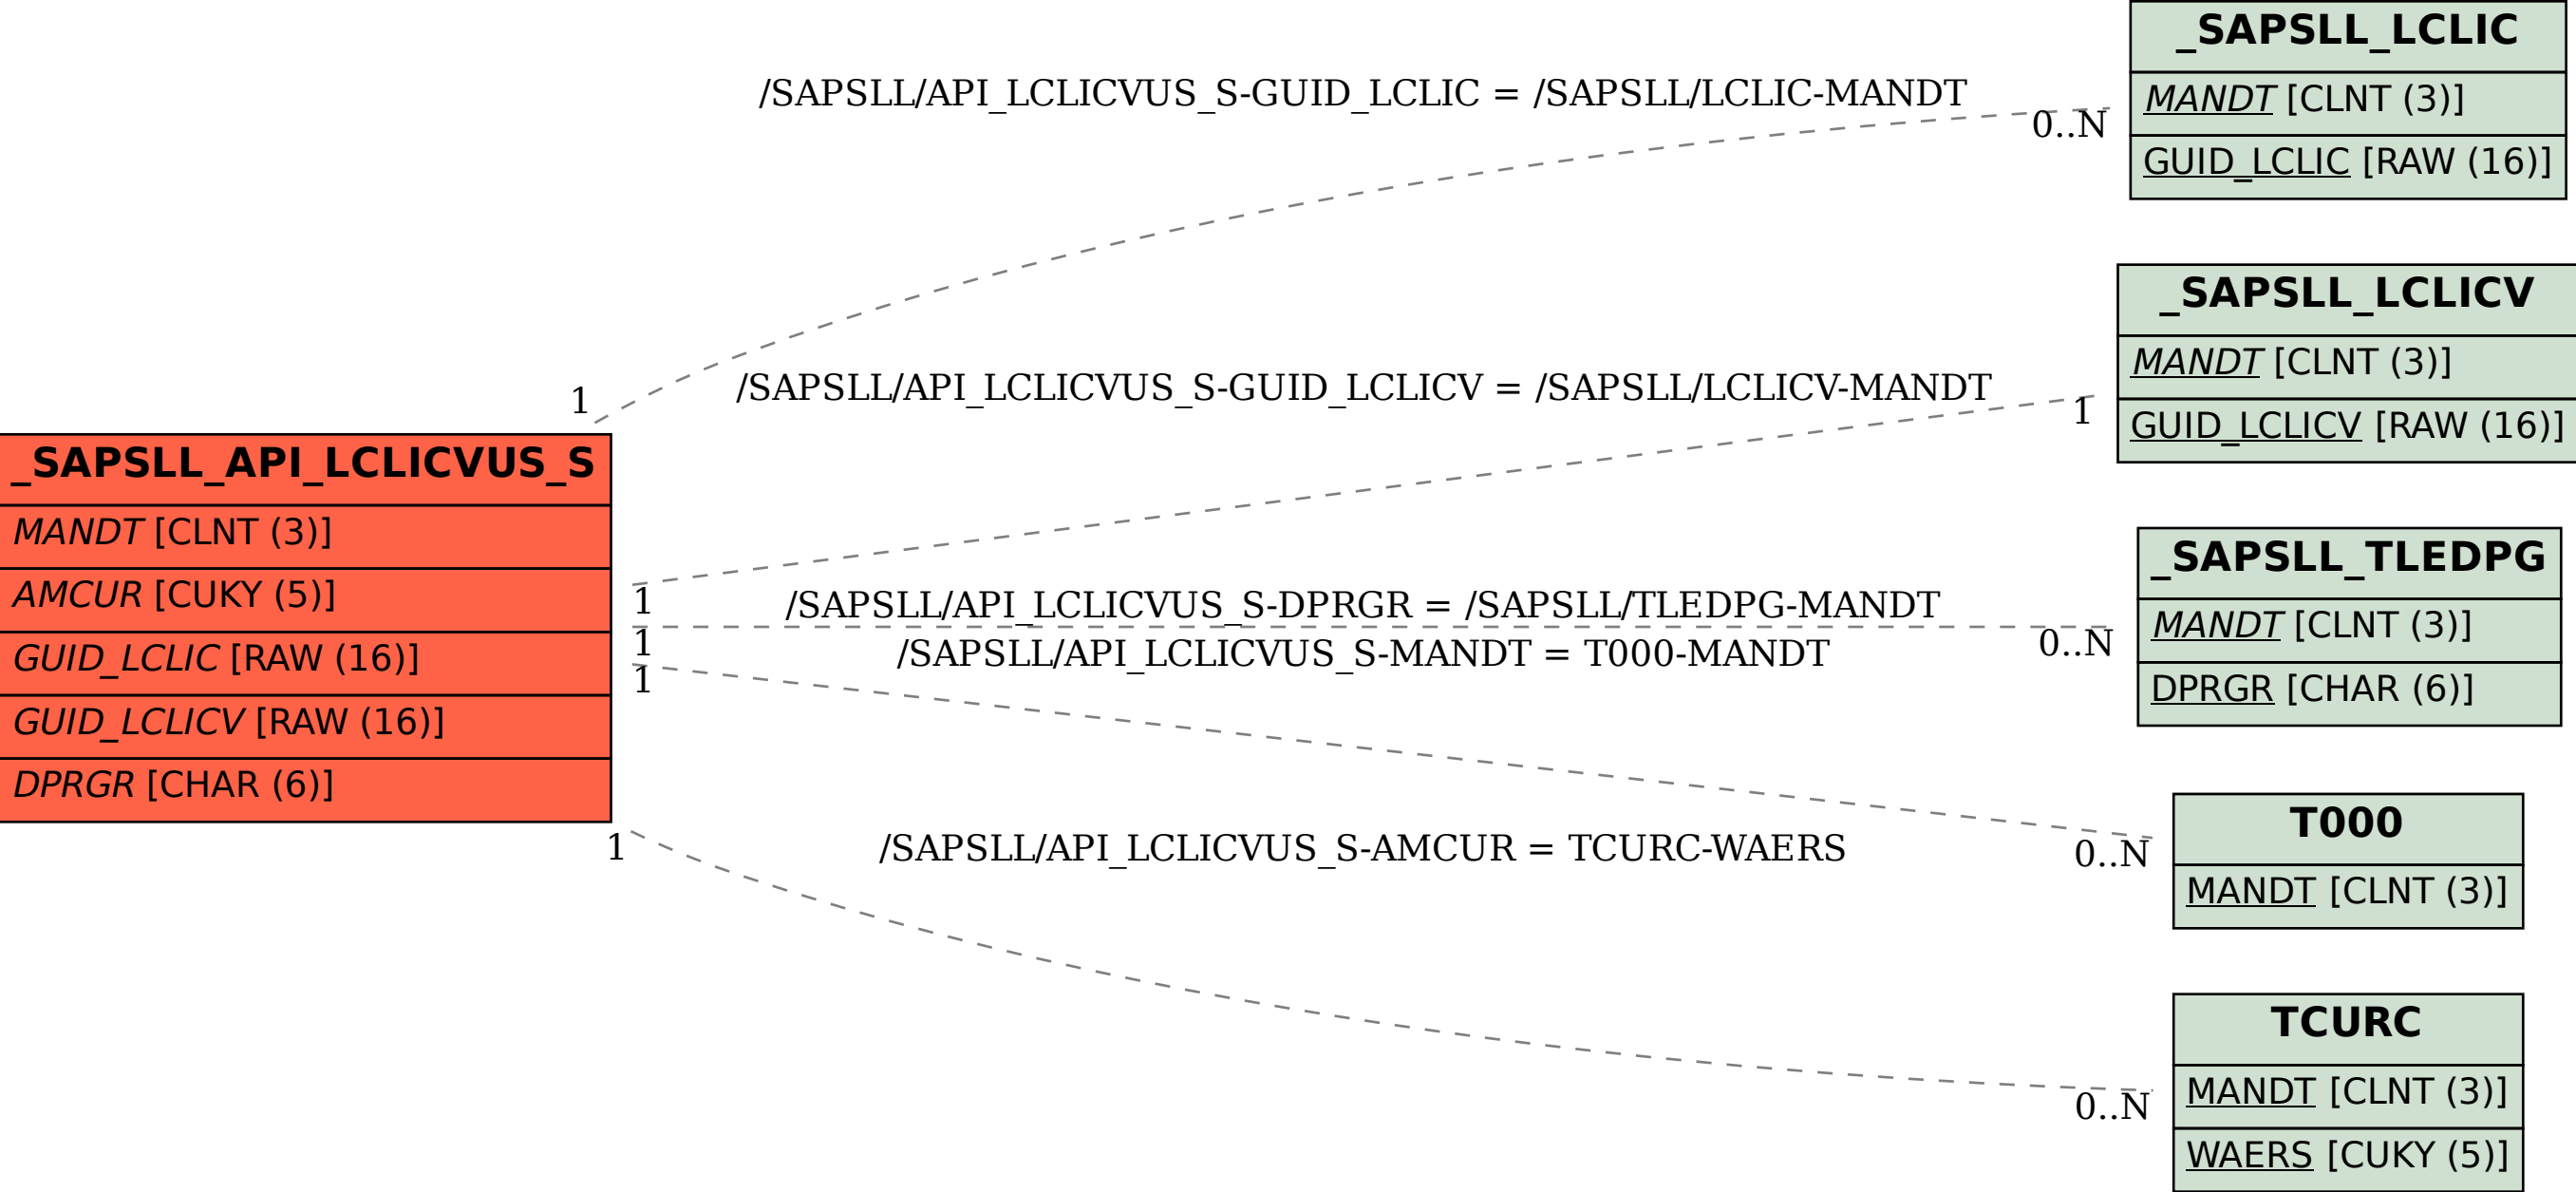 _SAPSLL_API_LCLICVUS_S
MANDT [CLNT (3)]
AMCUR [CUKY (5)]
GUID_LCLIC [RAW (16)]
GUID_LCLICV [RAW (16)]
DPRGR [CHAR (6)]
/SAPSLL/API_LCLICVUS_S-GUID_LCLIC = /SAPSLL/LCLIC-MANDT
1
0..N
/SAPSLL/API_LCLICVUS_S-GUID_LCLICV = /SAPSLL/LCLICV-MANDT
1
1
/SAPSLL/API_LCLICVUS_S-DPRGR = /SAPSLL/TLEDPG-MANDT
1
0..N
/SAPSLL/API_LCLICVUS_S-MANDT = T000-MANDT
1
0..N
/SAPSLL/API_LCLICVUS_S-AMCUR = TCURC-WAERS
1
0..N
_SAPSLL_LCLIC
MANDT [CLNT (3)]
GUID_LCLIC [RAW (16)]
_SAPSLL_LCLICV
MANDT [CLNT (3)]
GUID_LCLICV [RAW (16)]
_SAPSLL_TLEDPG
MANDT [CLNT (3)]
DPRGR [CHAR (6)]
T000
MANDT [CLNT (3)]
TCURC
MANDT [CLNT (3)]
WAERS [CUKY (5)]